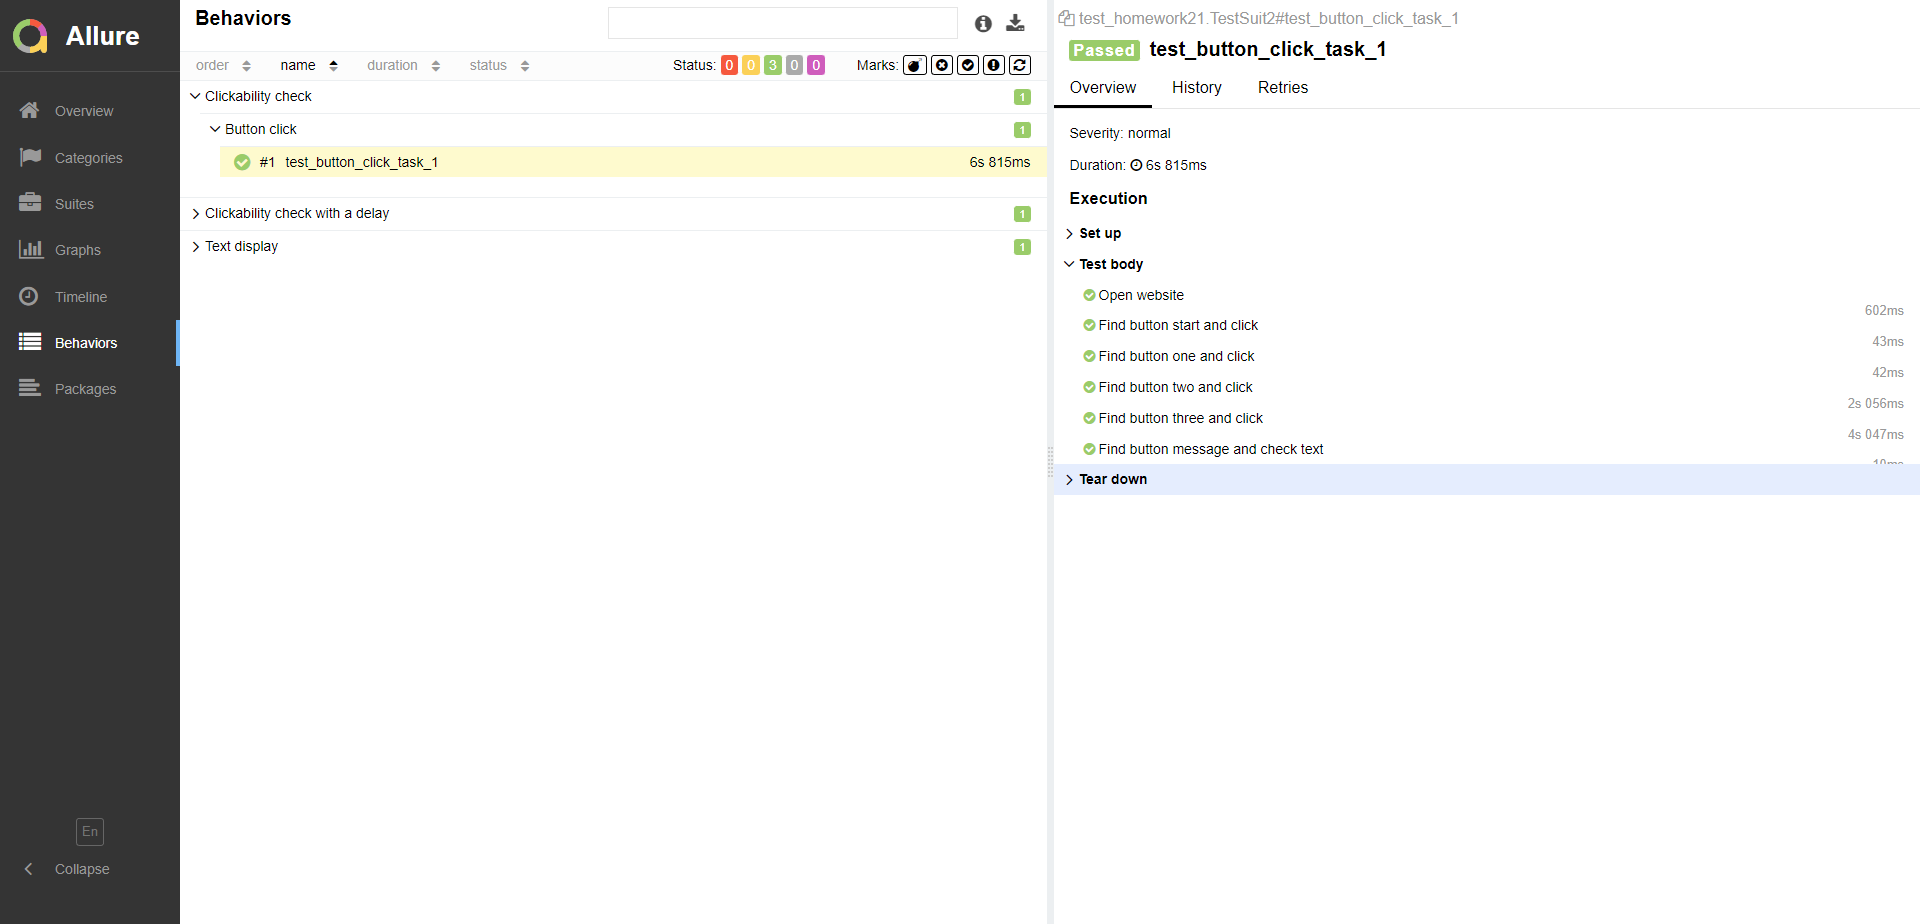 Allure
Overview
Categories
Suites
Graphs
Timeline
Behaviors
Packages
En
Collapse
Behaviors
order name duration status Status: 0 0 3 0 0 Marks:
Clickability check 1
Button click 1
#1 test_button_click_task_1 6s 815ms
Clickability check with a delay 1
Text display 1
test_homework21.TestSuit2#test_button_click_task_1
Passed test_button_click_task_1
Overview History Retries
Severity: normal
Duration: 6s 815ms
Execution
Set up
Test body
Open website
602ms
Find button start and click
43ms
Find button one and click
42ms
Find button two and click
2s 056ms
Find button three and click
4s 047ms
Find button message and check text
Tear down